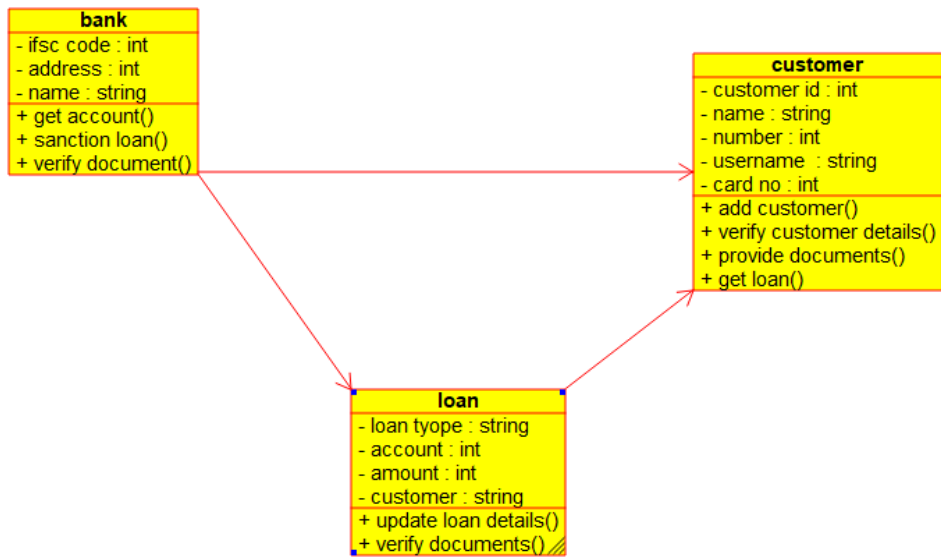 bank
- ifsc code : int
- address : int
- name : string
+ get account()
+ sanction loan()
+ verify document()
customer
- customer id : int
- name : string
- number : int
- username : string
- card no : int
+ add customer()
+ verify customer details()
+ provide documents()
+ get loan()
loan
- loan tyope : string
- account : int
- amount : int
- customer : string
+ update loan details()
+ verify documents()